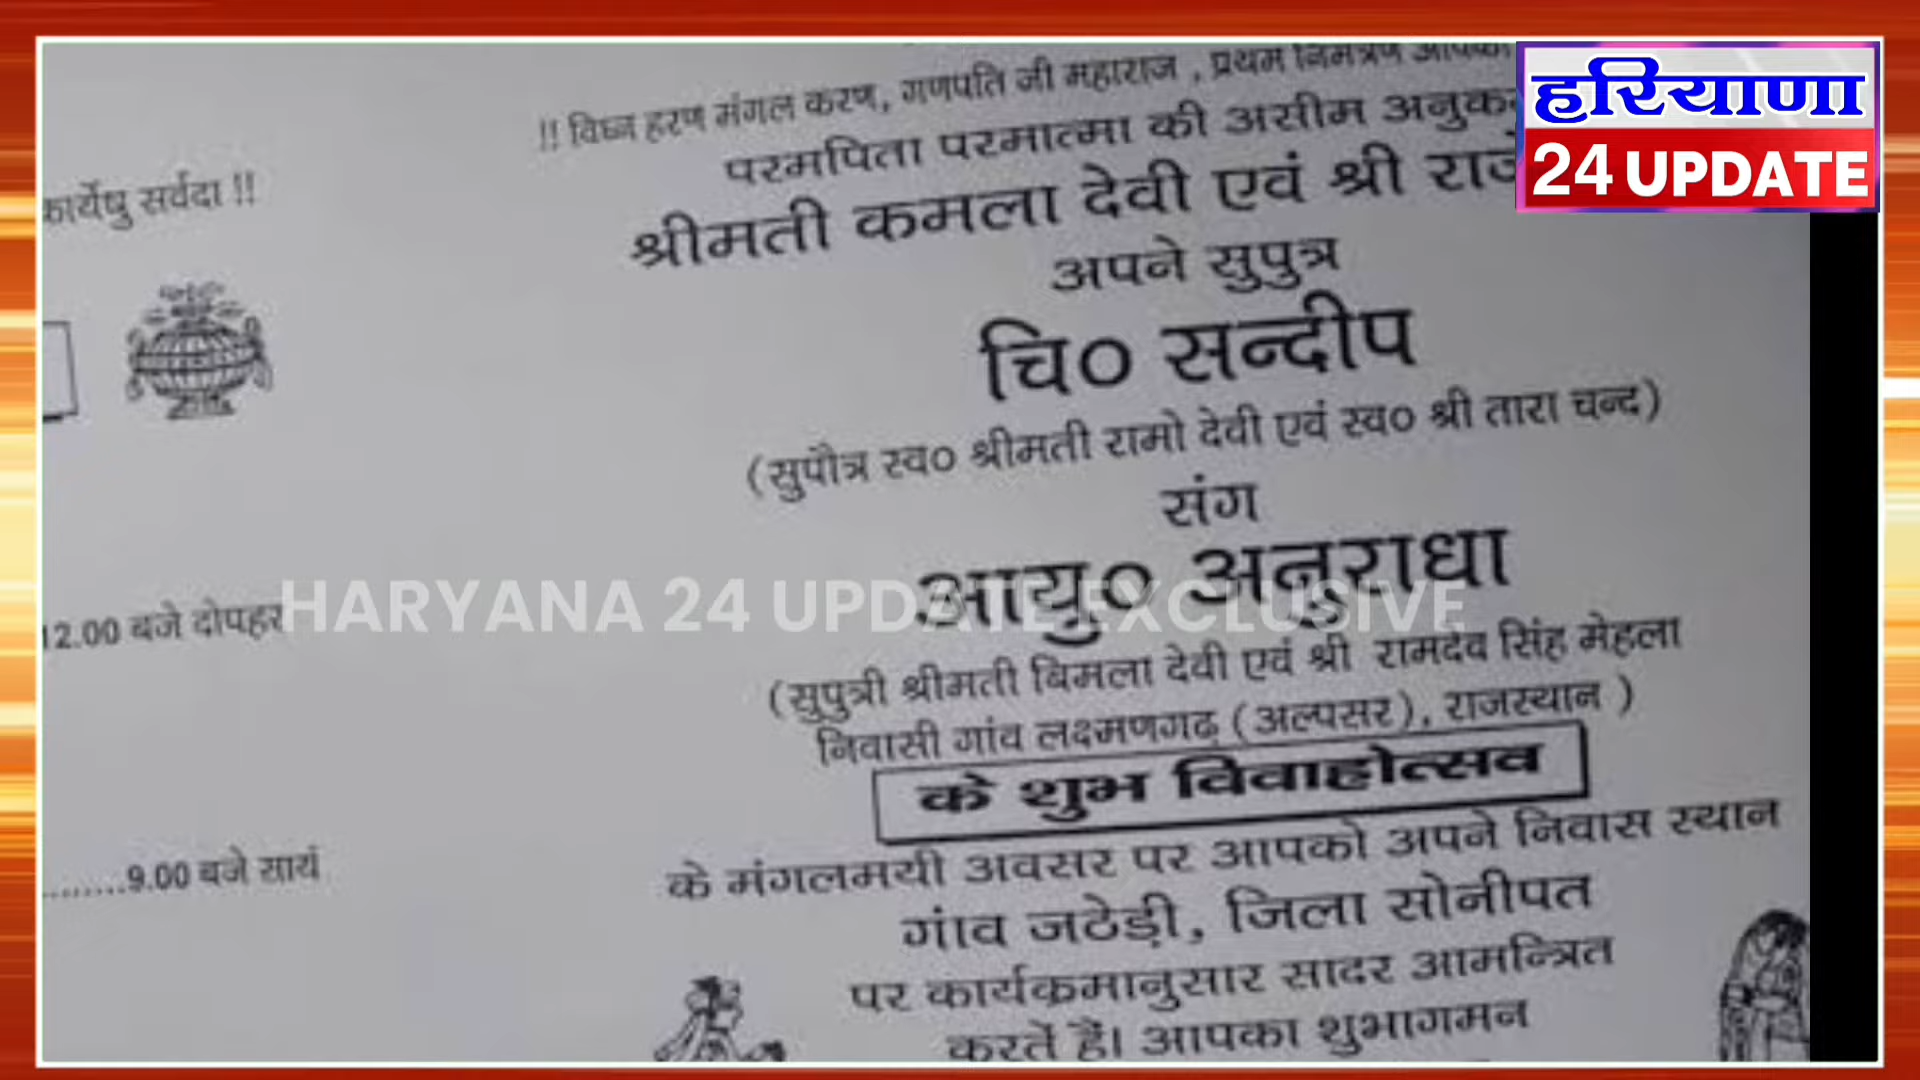 !! विघ्न हरण मंगल करण, गणपति जी महाराज, प्रथम निमंत्रण आपको
परमपिता परमात्मा की असीम
श्रीमती कमला देवी एवं श्री
अपने सुपुत्र
चि० सन्दीप
(सुपौत्र स्व० श्रीमती रामो देवी एवं स्व० श्री तारा चन्द)
संग
आयु० अनुराधा
(सुपुत्री श्रीमती बिमला देवी एवं श्री रामदेव सिंह मेहला
निवासी गांव लक्ष्मणगढ़ (अल्पसर), राजस्थान )
के शुभ विवाहोत्सव
के मंगलमयी अवसर पर आपको अपने निवास स्थान
गांव जठेड़ी, जिला सोनीपत
पर कार्यक्रमानुसार सादर आमन्त्रित
करते हैं। आपका शुभागमन
कार्येषु सर्वदा !!
12.00 बजे दोपहर
.........9.00 बजे सायं
हरियाणा
24 UPDATE
HARYANA 24 UPDATE EXCLUSIVE